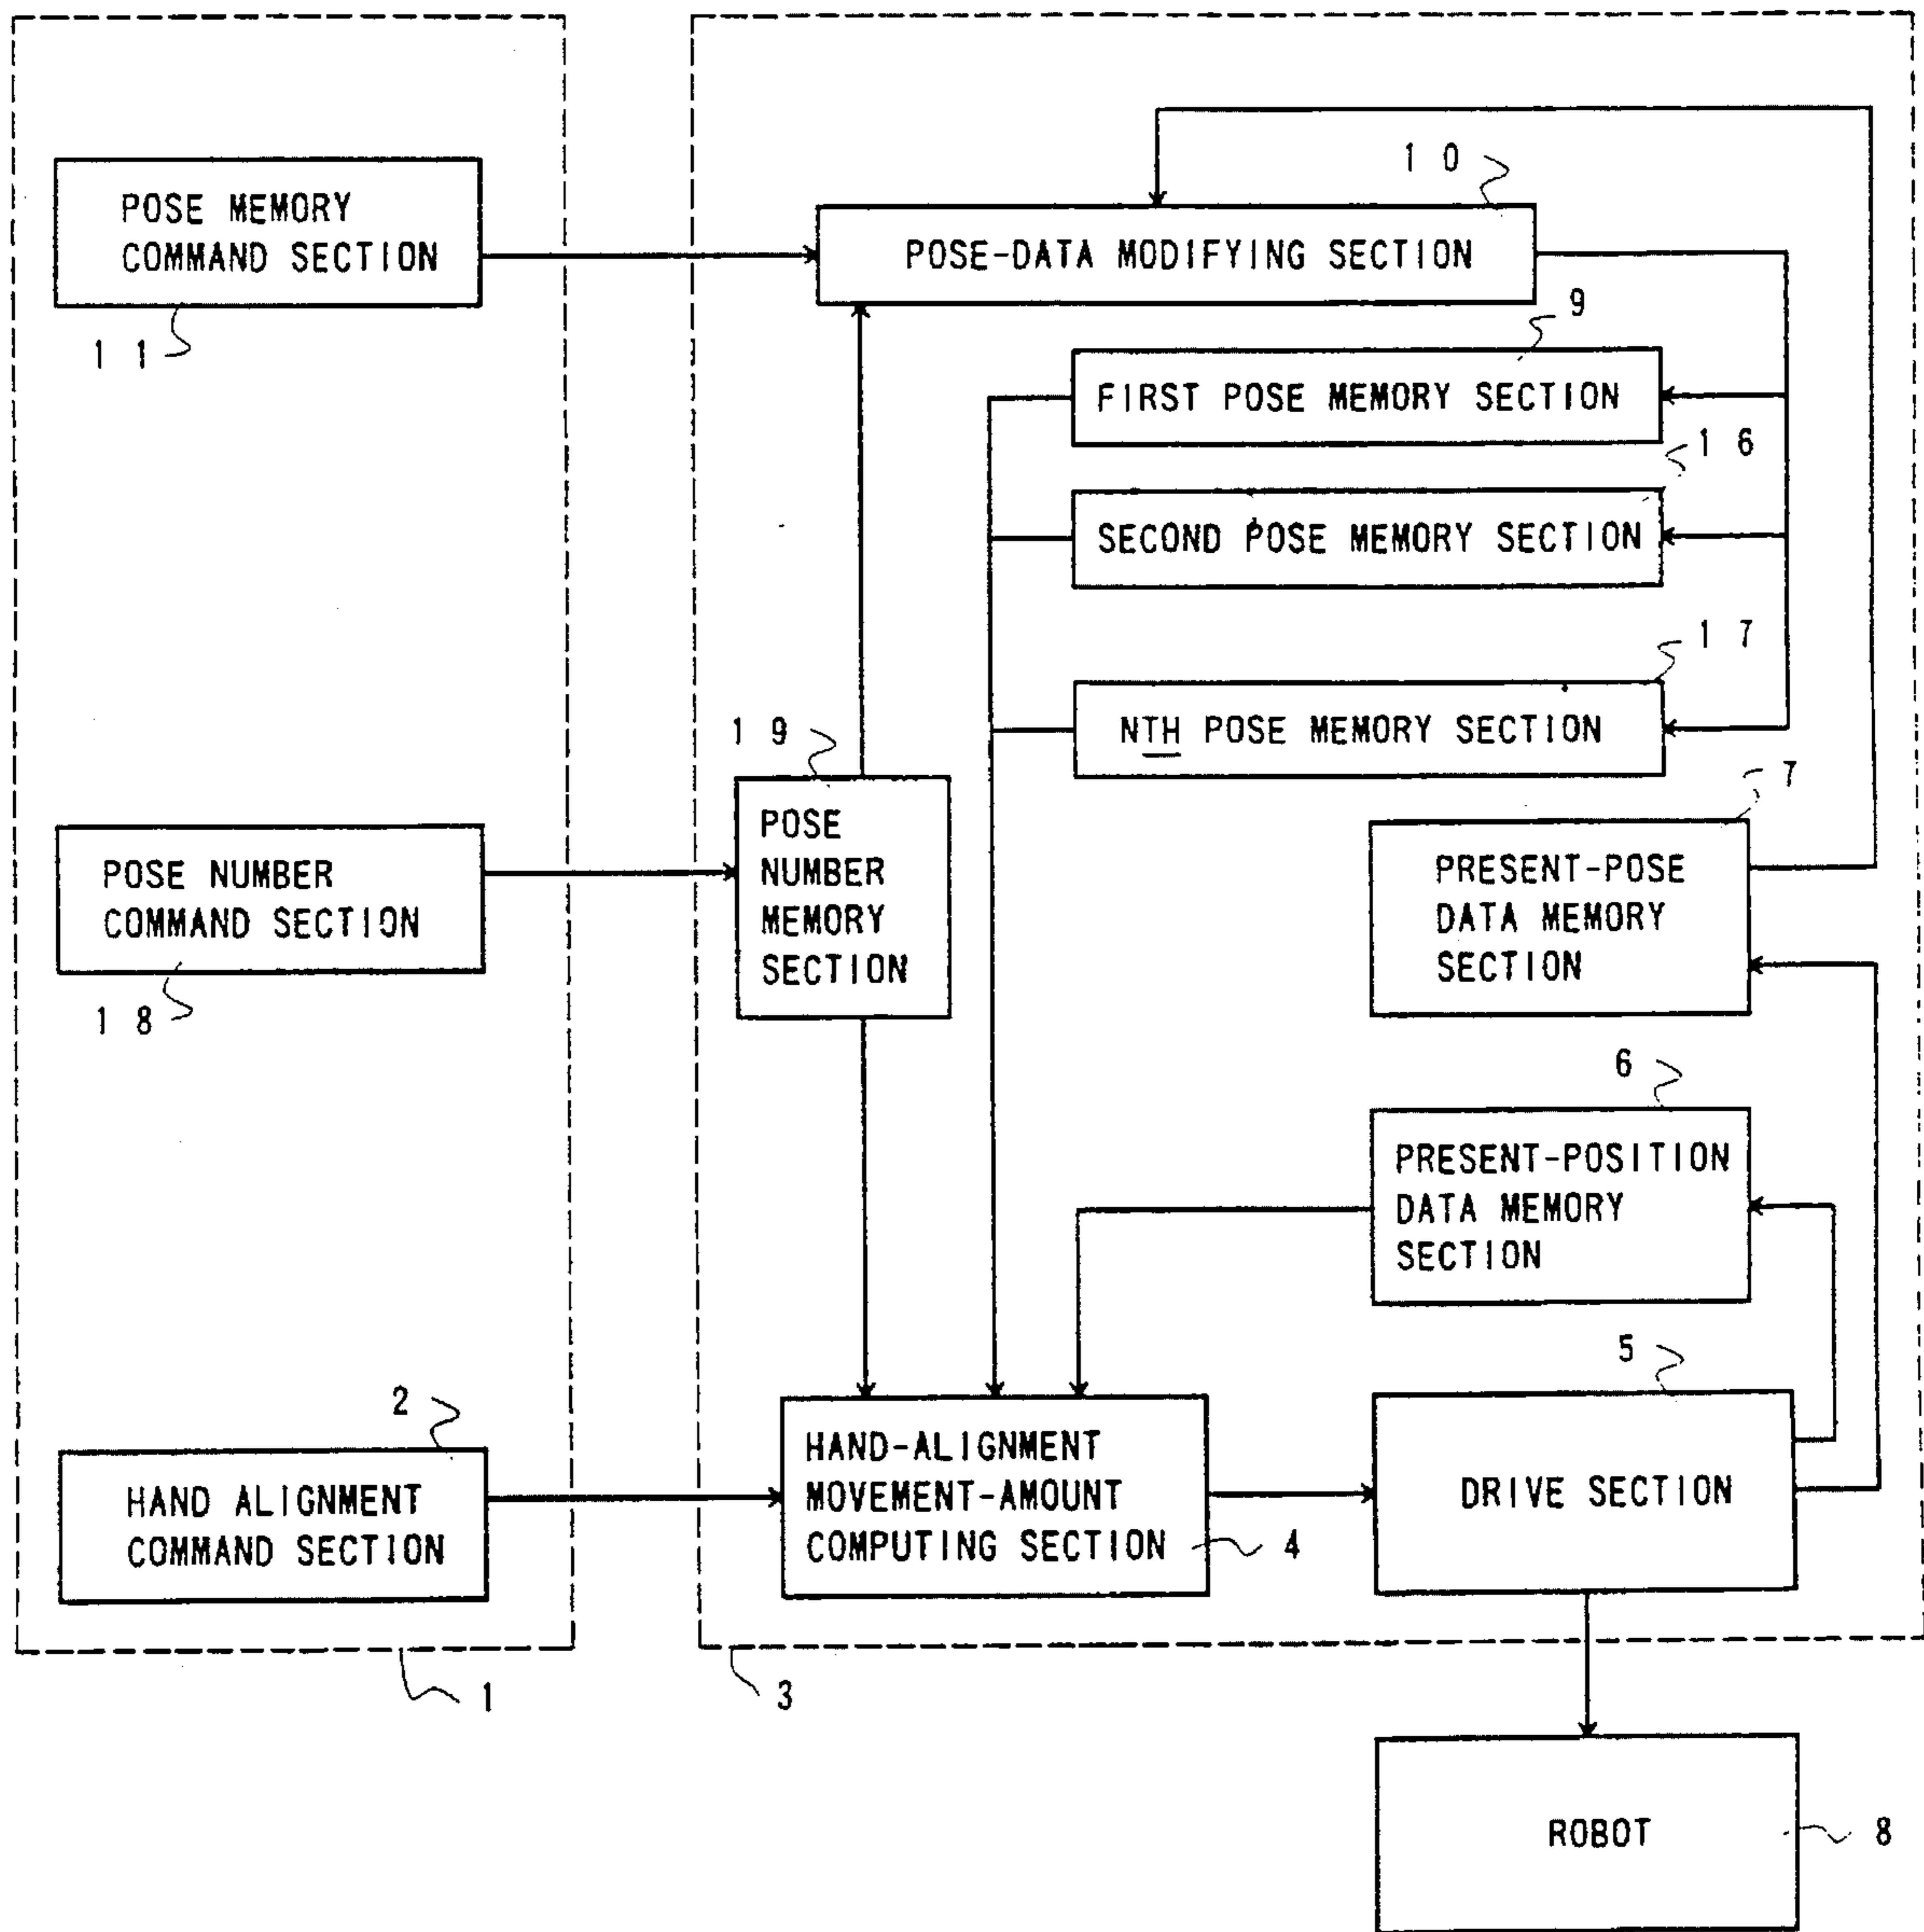 1 0
POSE MEMORY
COMMAND SECTION
1 1
POSE-DATA MODIFYING SECTION
9
FIRST POSE MEMORY SECTION
1 6
SECOND POSE MEMORY SECTION
1 7
NTH POSE MEMORY SECTION
1 9
POSE
NUMBER
MEMORY
SECTION
7
PRESENT-POSE
DATA MEMORY
SECTION
POSE NUMBER
COMMAND SECTION
1 8
6
PRESENT-POSITION
DATA MEMORY
SECTION
2
HAND ALIGNMENT
COMMAND SECTION
HAND-ALIGNMENT
MOVEMENT-AMOUNT
COMPUTING SECTION
4
5
DRIVE SECTION
1
3
ROBOT
8